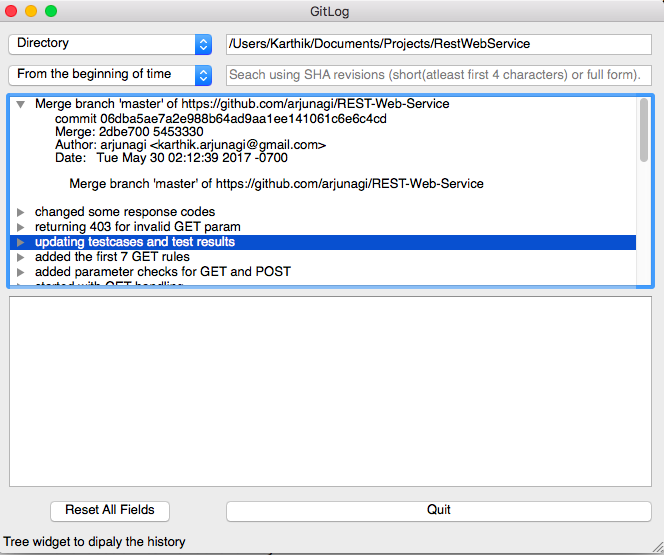 GitLog
Directory
/Users/Karthik/Documents/Projects/RestWebService
From the beginning of time
Seach using SHA revisions (short(atleast first 4 characters) or full form).
Merge branch 'master' of https://github.com/arjunagi/REST-Web-Service
commit 06dba5ae7a2e988b64ad9aa1ee141061c6e6c4cd
Merge: 2dbe700 5453330
Author: arjunagi <karthik.arjunagi@gmail.com>
Date:   Tue May 30 02:12:39 2017 -0700
Merge branch 'master' of https://github.com/arjunagi/REST-Web-Service
changed some response codes
returning 403 for invalid GET param
updating testcases and test results
added the first 7 GET rules
added parameter checks for GET and POST
started with GET handling
Reset All Fields
Quit
Tree widget to dipaly the history